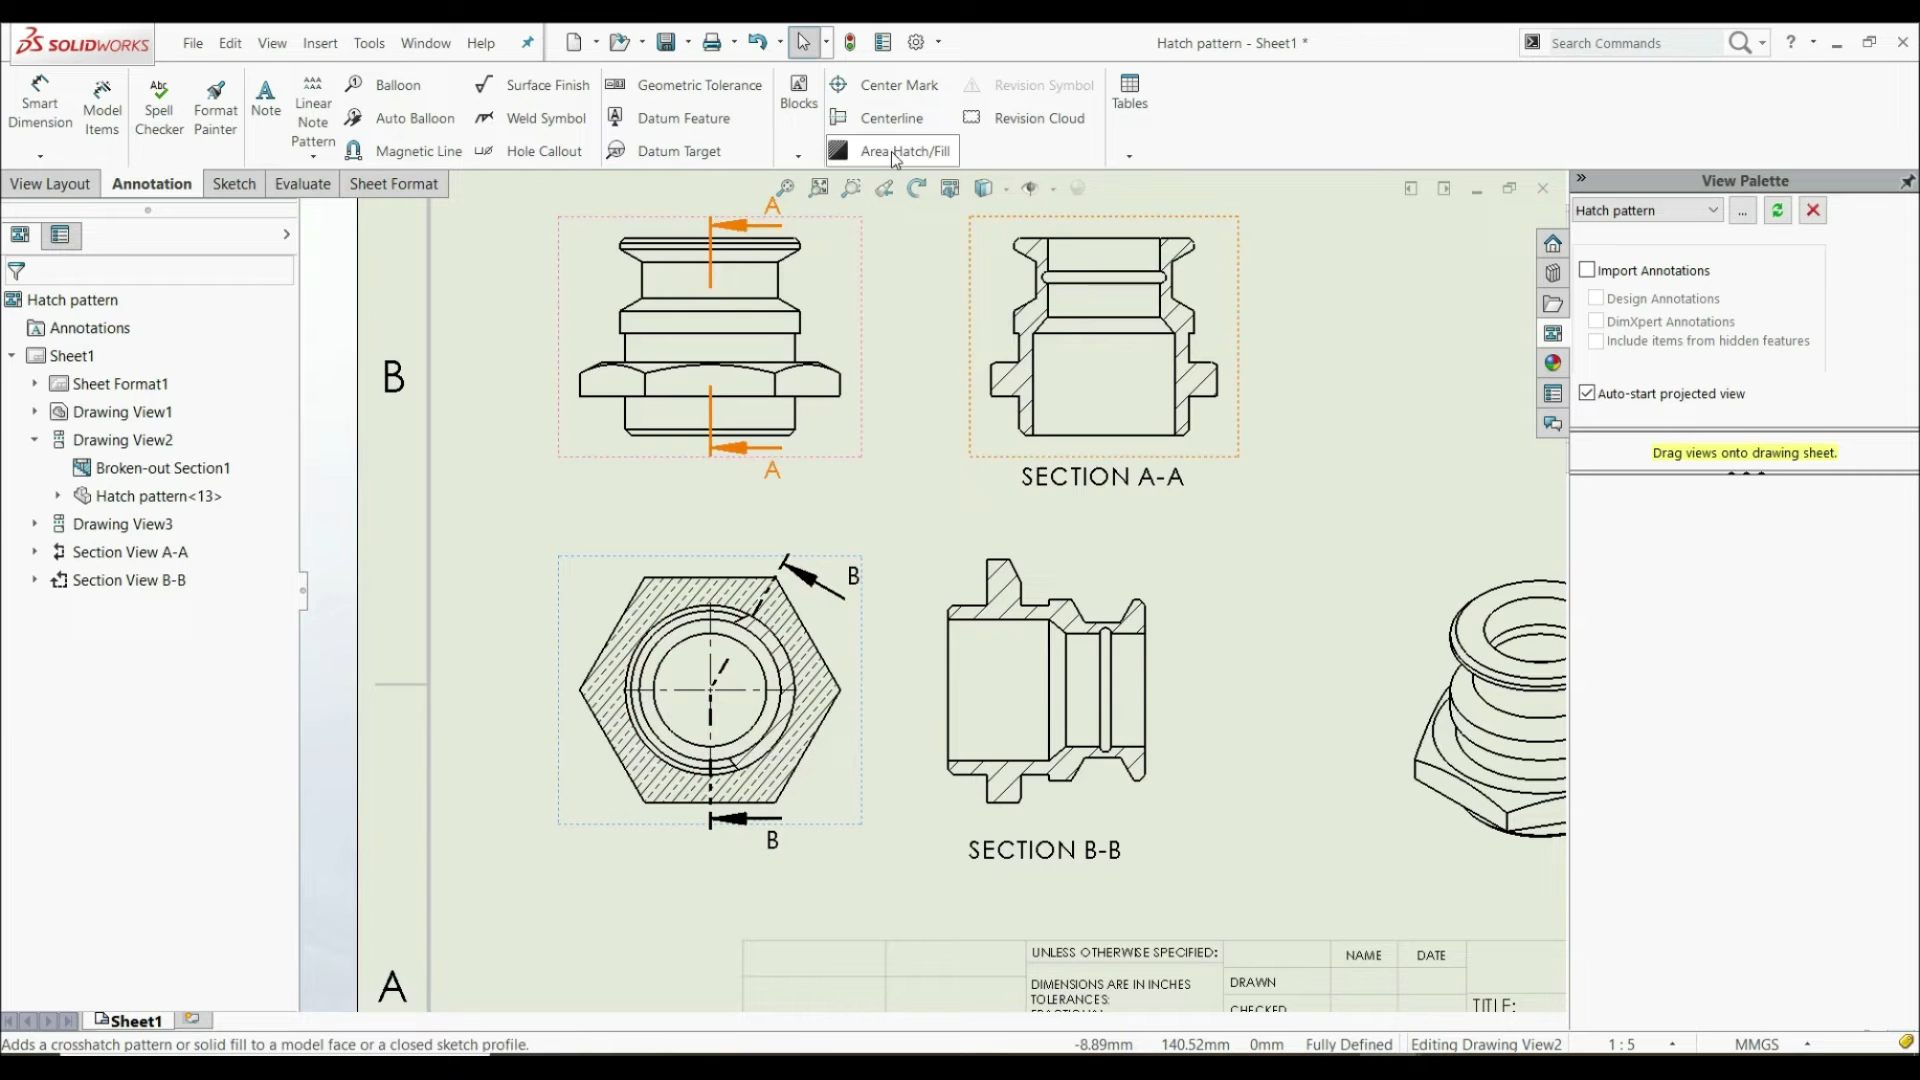 SOLIDWORKS File Edit View Insert Tools Window Help Hatch pattern - Sheet1 * Search Commands ?
Smart Dimension
Model Items
Spell Checker
Format Painter
Note
Linear Note Pattern
Balloon
Auto Balloon
Magnetic Line
Surface Finish
Weld Symbol
Hole Callout
Geometric Tolerance
Datum Feature
Datum Target
Blocks
Center Mark
Centerline
Area Hatch/Fill
Revision Symbol
Revision Cloud
Tables
View Layout Annotation Sketch Evaluate Sheet Format
Hatch pattern
Annotations
Sheet1
Sheet Format1
Drawing View1
Drawing View2
Broken-out Section1
Hatch pattern<13>
Drawing View3
Section View A-A
Section View B-B
B
A
A
A
SECTION A-A
B
B
SECTION B-B
UNLESS OTHERWISE SPECIFIED:
DIMENSIONS ARE IN INCHES
TOLERANCES:
NAME DATE
DRAWN
CHECKED
TITLE:
View Palette
Hatch pattern ...
Import Annotations
Design Annotations
DimXpert Annotations
Include items from hidden features
Auto-start projected view
Drag views onto drawing sheet.
Sheet1
Adds a crosshatch pattern or solid fill to a model face or a closed sketch profile. -8.89mm 140.52mm 0mm Fully Defined Editing Drawing View2 1 : 5 MMGS